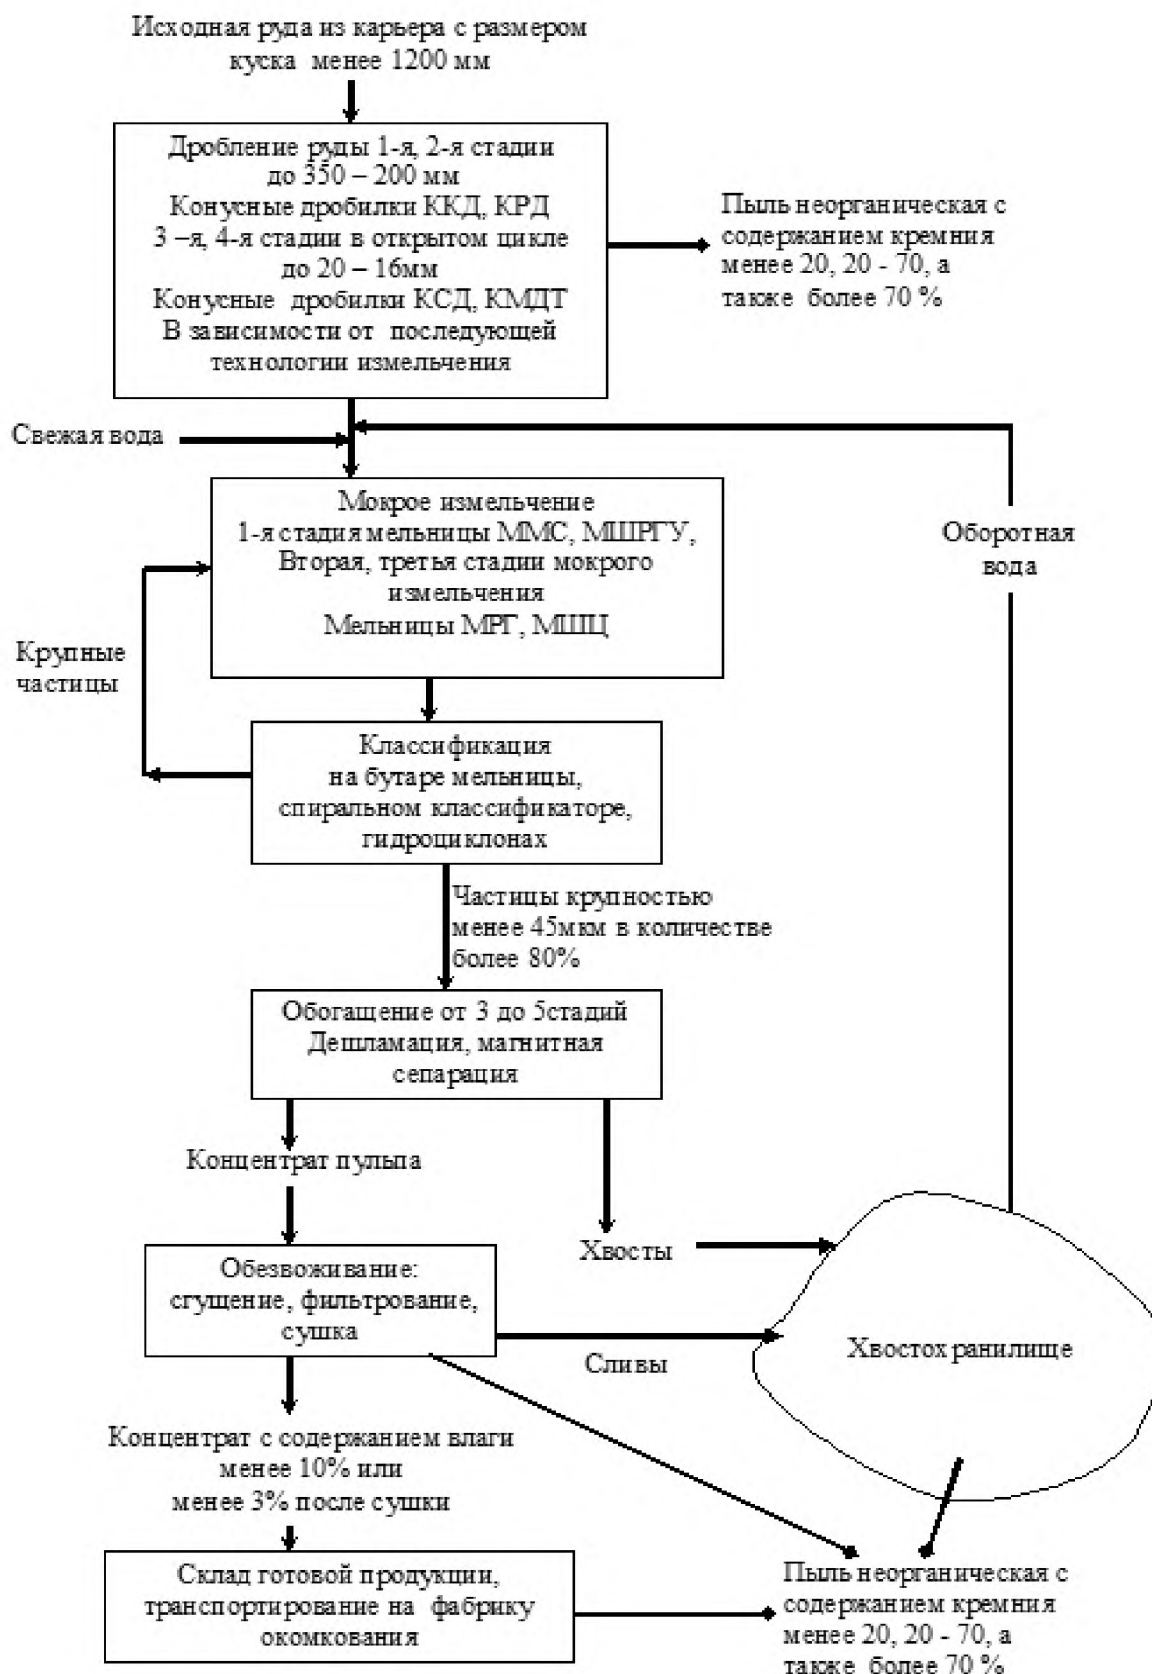 Исходная руда из карьера с размером
куска менее 1200 мм
Дробление руды 1-я, 2-я стадии
до 350 – 200 мм
Конусные дробилки ККД, КРД
3 –я, 4-я стадии в открытом цикле
до 20 – 16мм
Конусные дробилки КСД, КМДТ
В зависимости от последующей
технологии измельчения
Пыль неорганическая с
содержанием кремния
менее 20, 20 - 70, а
также более 70 %
Свежая вода
Мокрое измельчение
1-я стадия мельницы ММС, МШРГУ,
Вторая, третья стадии мокрого
измельчения
Мельницы МРГ, МШЦ
Оборотная
вода
Крупные
частицы
Классификация
на бутаре мельницы,
спиральном классификаторе,
гидроциклонах
Частицы крупностью
менее 45мкм в количестве
более 80%
Обогащение от 3 до 5стадий
Дешламация, магнитная
сепарация
Концентрат пульпа
Хвосты
Обезвоживание:
сгущение, фильтрование,
сушка
Сливы
Хвостохранилище
Концентрат с содержанием влаги
менее 10% или
менее 3% после сушки
Склад готовой продукции,
транспортирование на фабрику
окомкования
Пыль неорганическая с
содержанием кремния
менее 20, 20 - 70, а
также более 70 %